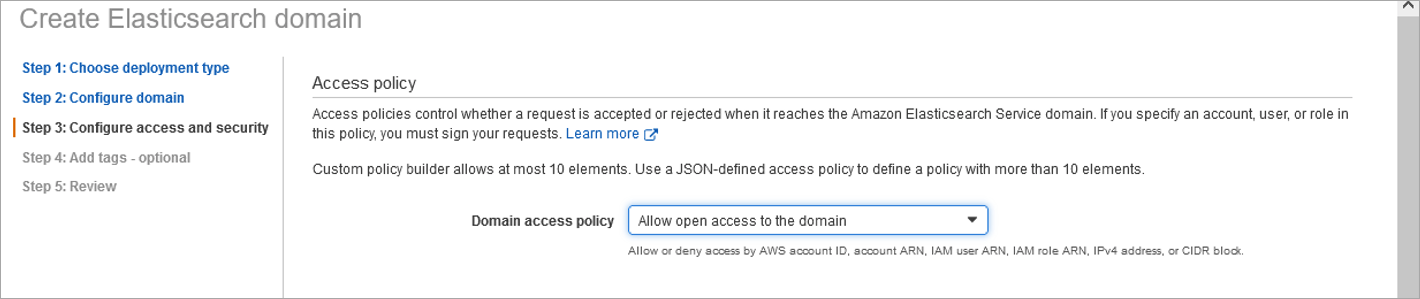 Create Elasticsearch domain
Step 1: Choose deployment type
Step 2: Configure domain
Step 3: Configure access and security
Step 4: Add tags - optional
Step 5: Review
Access policy
Access policies control whether a request is accepted or rejected when it reaches the Amazon Elasticsearch Service domain. If you specify an account, user, or role in
this policy, you must sign your requests. Learn more
Custom policy builder allows at most 10 elements. Use a JSON-defined access policy to define a policy with more than 10 elements.
Domain access policy Allow open access to the domain
Allow or deny access by AWS account ID, account ARN, IAM user ARN, IAM role ARN, IPv4 address, or CIDR block.